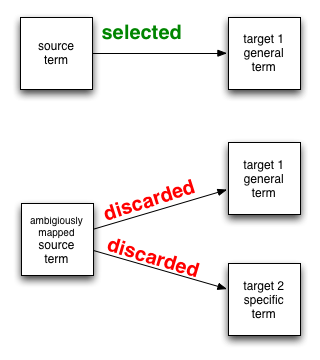 selected
source
term
target 1
general
term
target 1
general
term
discarded
ambigiously
mapped
source
term
discarded
target 2
specific
term